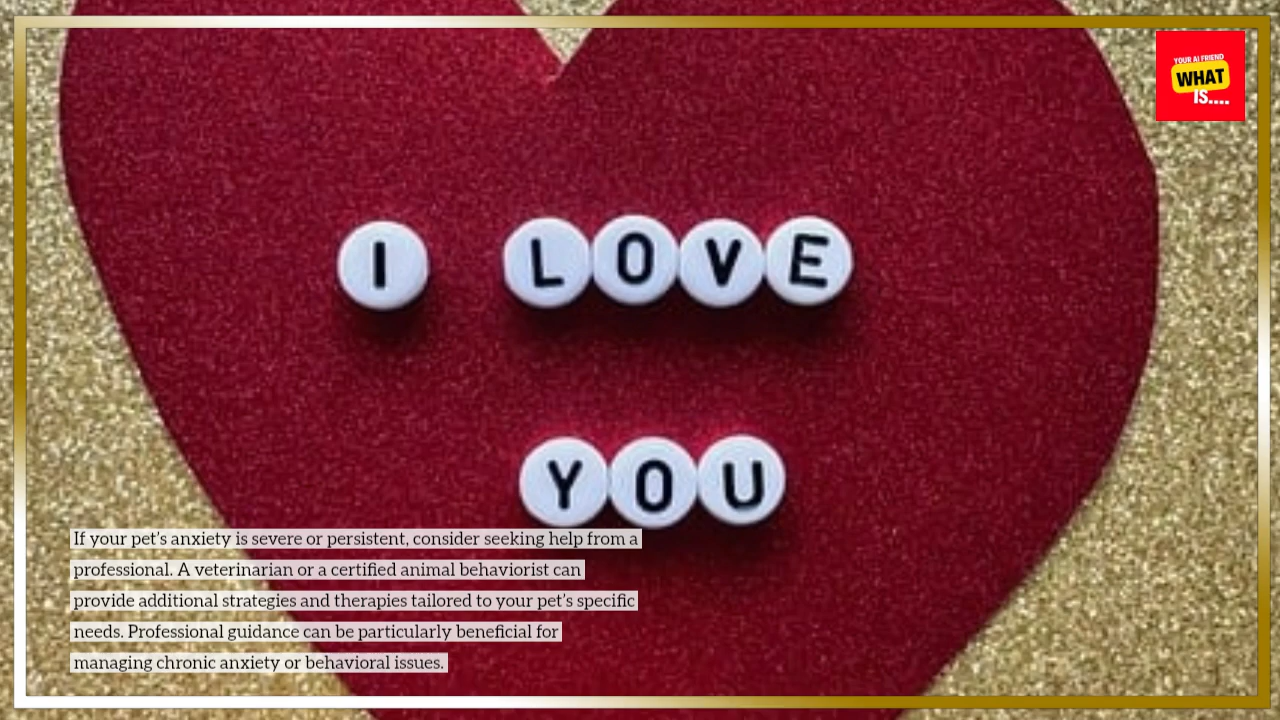 YOUR AI FRIEND
WHAT
IS....
I LOVE
YOU
If your pet's anxiety is severe or persistent, consider seeking help from a
professional. A veterinarian or a certified animal behaviorist can
provide additional strategies and therapies tailored to your pet's specific
needs. Professional guidance can be particularly beneficial for
managing chronic anxiety or behavioral issues.